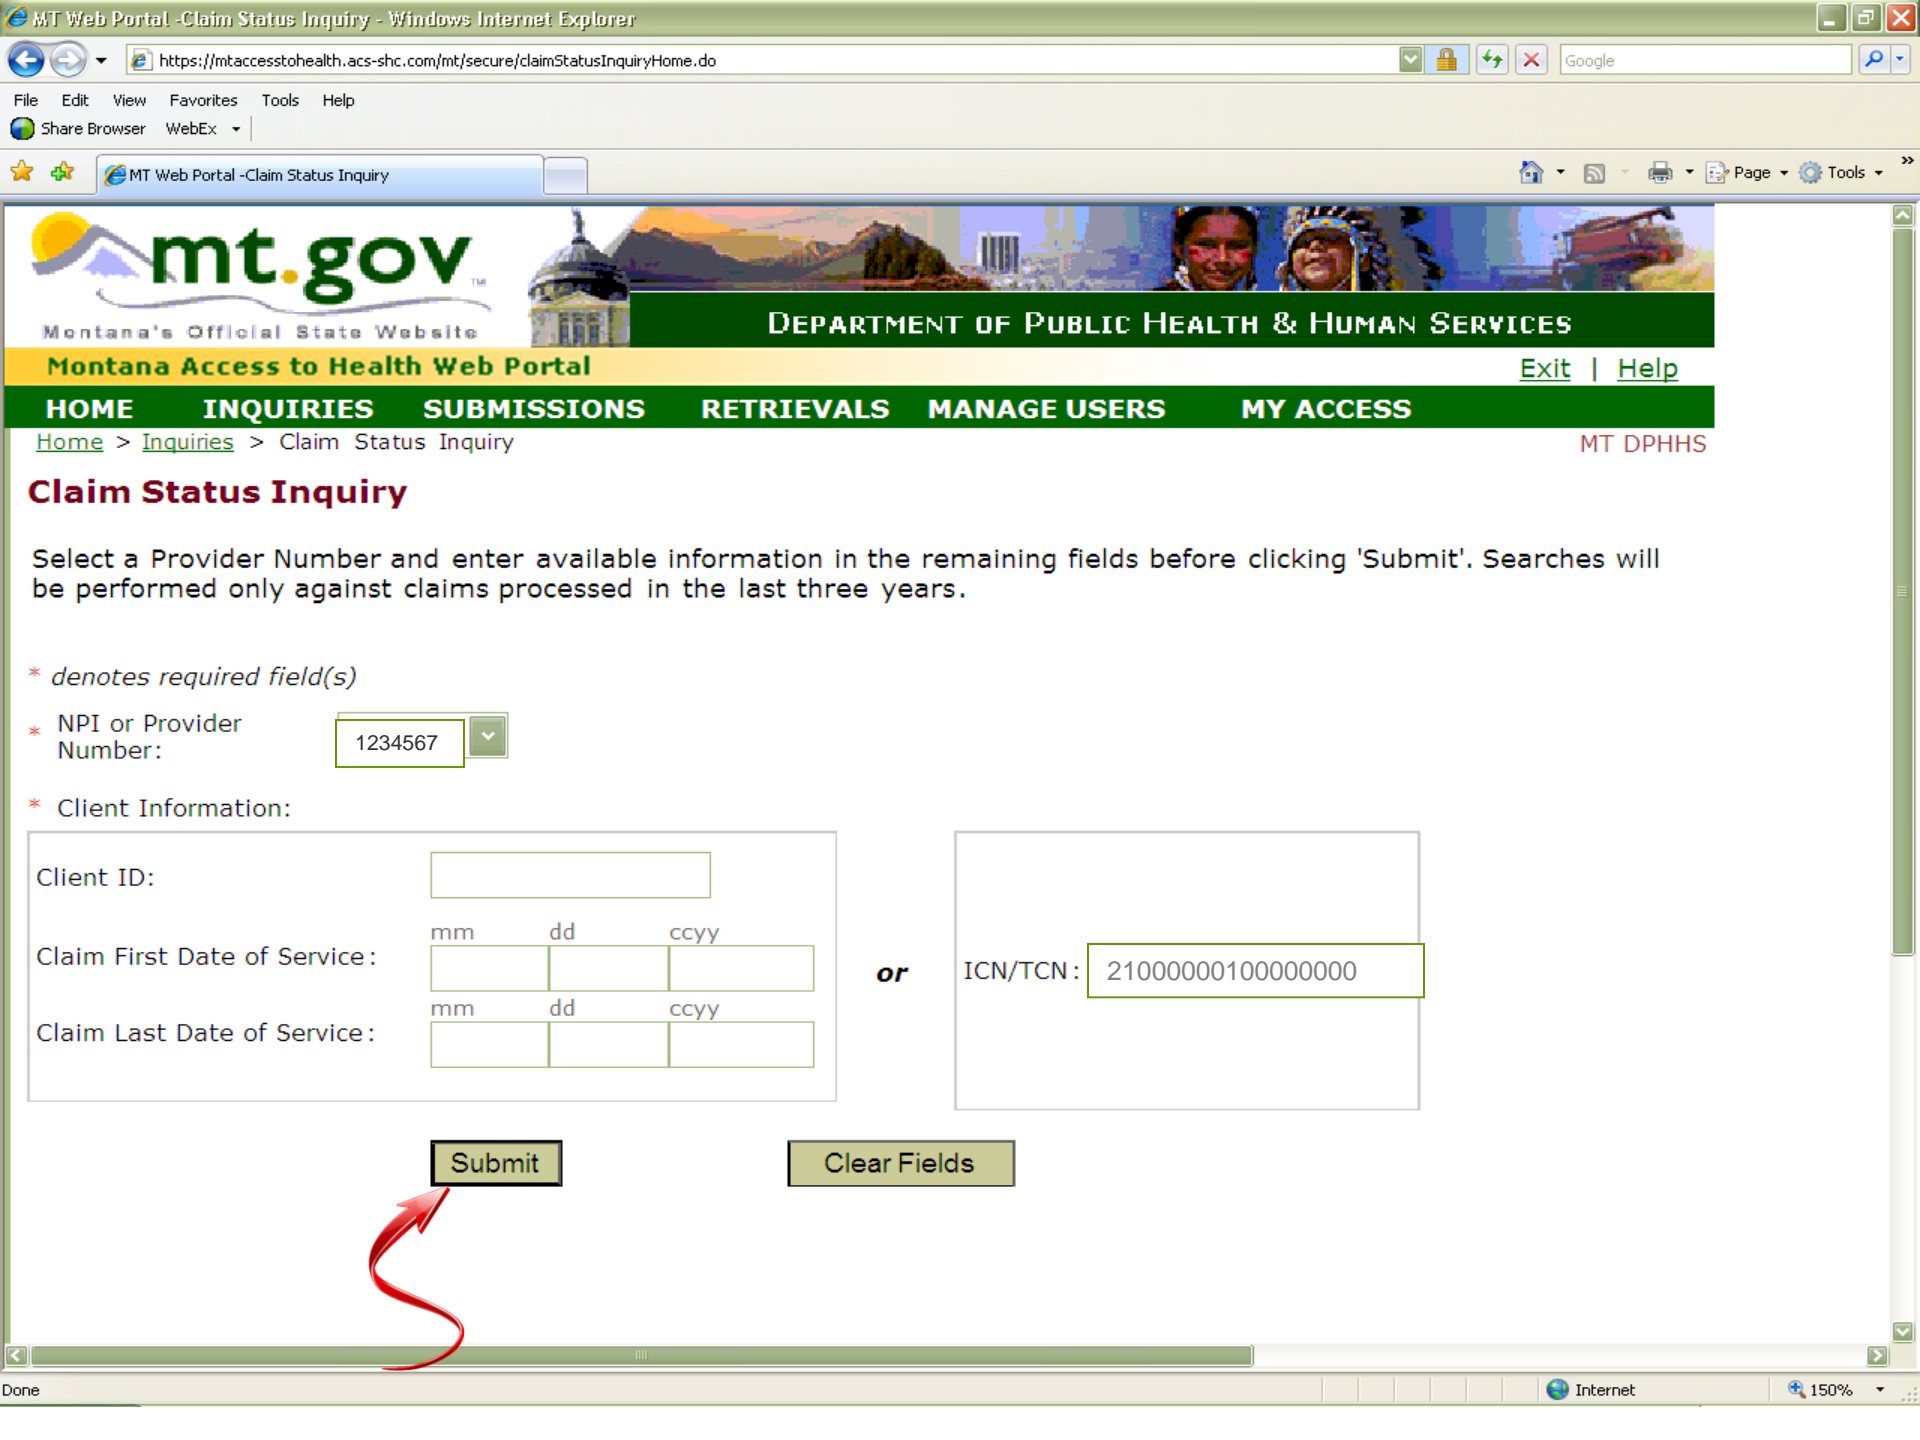 MT Web Portal -Claim Status Inquiry - Windows Internet Explorer
https://mtaccesstohealth.acs-shc.com/mt/secure/claimStatusInquiryHome.do
Google
File Edit View Favorites Tools Help
Share Browser WebEx
MT Web Portal -Claim Status Inquiry
Page Tools »
mt.gov TM
Montana's Official State Website
DEPARTMENT OF PUBLIC HEALTH & HUMAN SERVICES
Montana Access to Health Web Portal
Exit | Help
HOME INQUIRIES SUBMISSIONS RETRIEVALS MANAGE USERS MY ACCESS
Home > Inquiries > Claim Status Inquiry
MT DPHHS
Claim Status Inquiry
Select a Provider Number and enter available information in the remaining fields before clicking 'Submit'. Searches will
be performed only against claims processed in the last three years.
* denotes required field(s)
* NPI or Provider
Number:
1234567
* Client Information:
Client ID:
mm dd ccyy
Claim First Date of Service:
or
ICN/TCN: 21000000100000000
mm dd ccyy
Claim Last Date of Service:
Submit Clear Fields
Done
Internet
150%